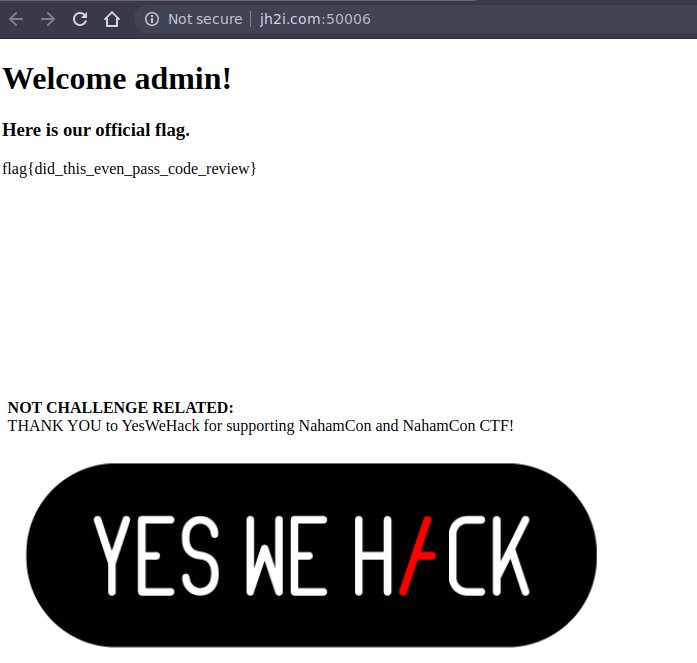 Not secure | jh2i.com:50006
Welcome admin!
Here is our official flag.
flag{did_this_even_pass_code_review}
NOT CHALLENGE RELATED:
THANK YOU to YesWeHack for supporting NahamCon and NahamCon CTF!
YES WE HACK